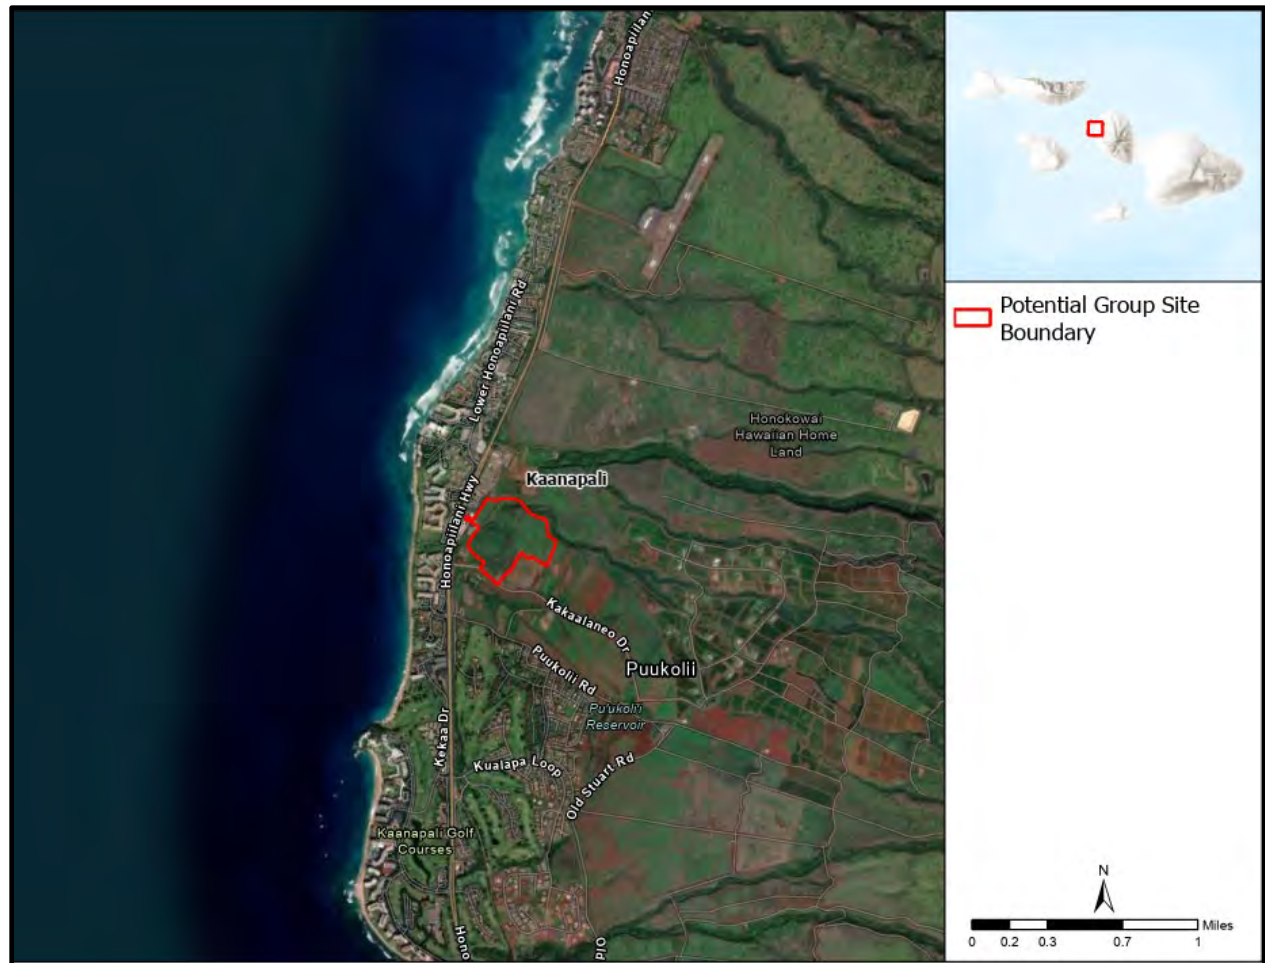 Honoapiilani
Lower Honoapiilani Rd
Honokowai
Hawaiian Home
Land
Kaanapali
Honoapiilani Hwy
Kakaalaneo Dr
Puukolii Rd
Puukolii
Pu'ukoli'i
Reservoir
Kekaa Dr
Kualapa Loop
Old Stuart Rd
Kaanapali Golf
Courses
Hono
Old
Potential Group Site
Boundary
N
Miles
0 0.2 0.3 0.7 1